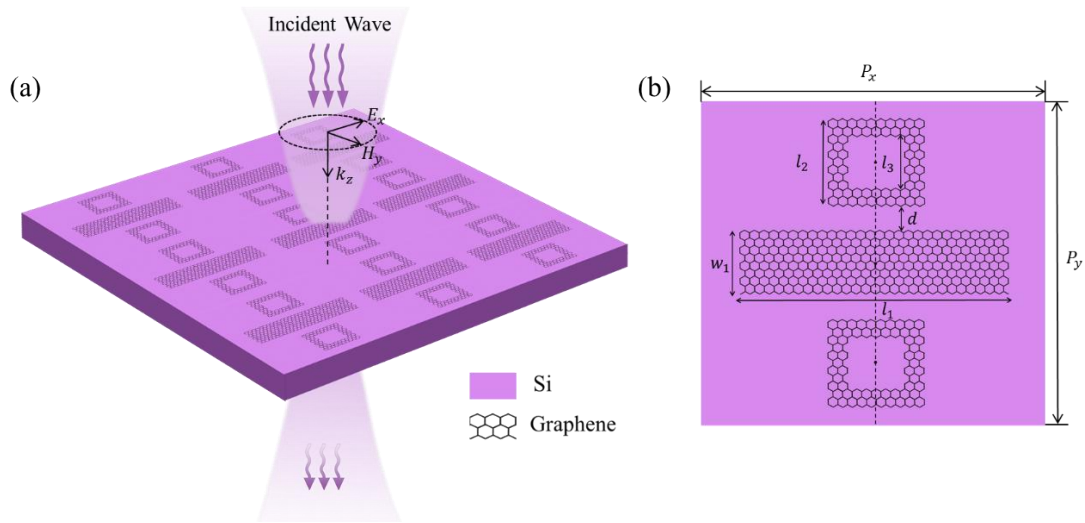 (a)
Incident Wave
E_x
H_y
k_z
Si
Graphene
(b)
P_x
l_2
l_3
d
w_1
l_1
P_y